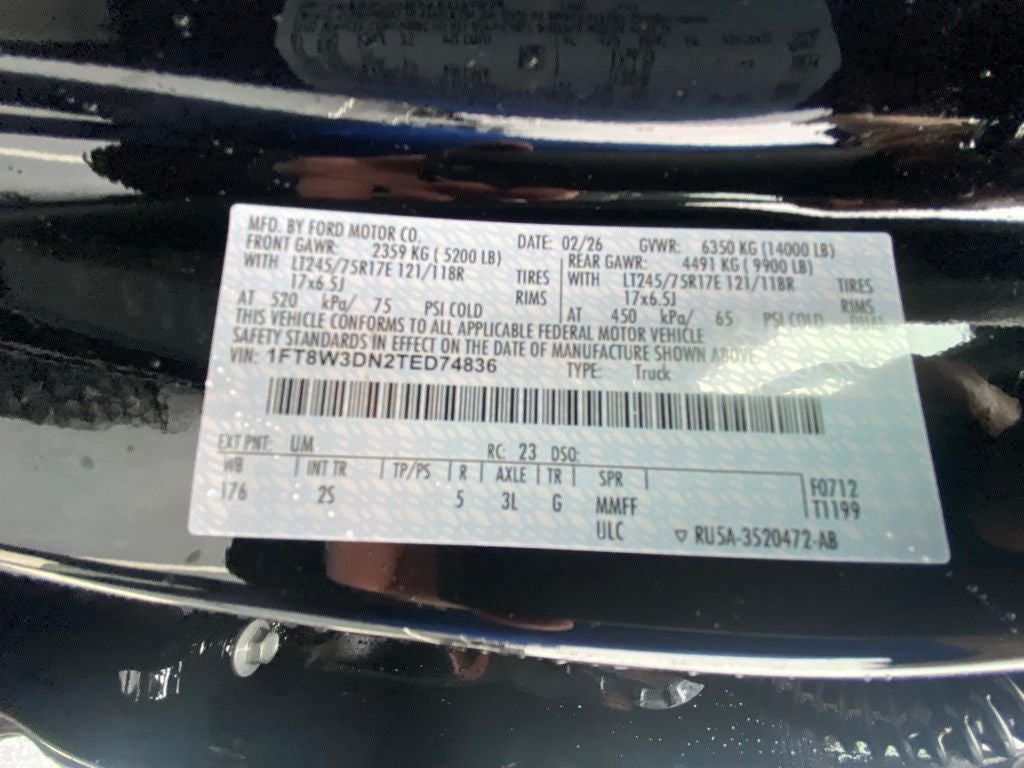 MFD. BY FORD MOTOR CO. DATE: 02/26 GVWR: 6350 KG (14000 LB)
FRONT GAWR: 2359 KG ( 5200 LB) REAR GAWR: 4491 KG ( 9900 LB)
WITH LT245/75R17E 121/118R TIRES WITH LT245/75R17E 121/118R TIRES
17x6.5J RIMS 17x6.5J RIMS
AT 520 kPa/ 75 PSI COLD AT 450 kPa/ 65 PSI COLD DUAL
THIS VEHICLE CONFORMS TO ALL APPLICABLE FEDERAL MOTOR VEHICLE
SAFETY STANDARDS IN EFFECT ON THE DATE OF MANUFACTURE SHOWN ABOVE.
VIN: 1FT8W3DN2TED74836 TYPE: Truck
EXT PNT: UM RC: 23 DSO:
WB INT TR TP/PS R AXLE TR SPR F0712
176 2S 5 3L G MMFF T1199
ULC RU5A-3520472-AB